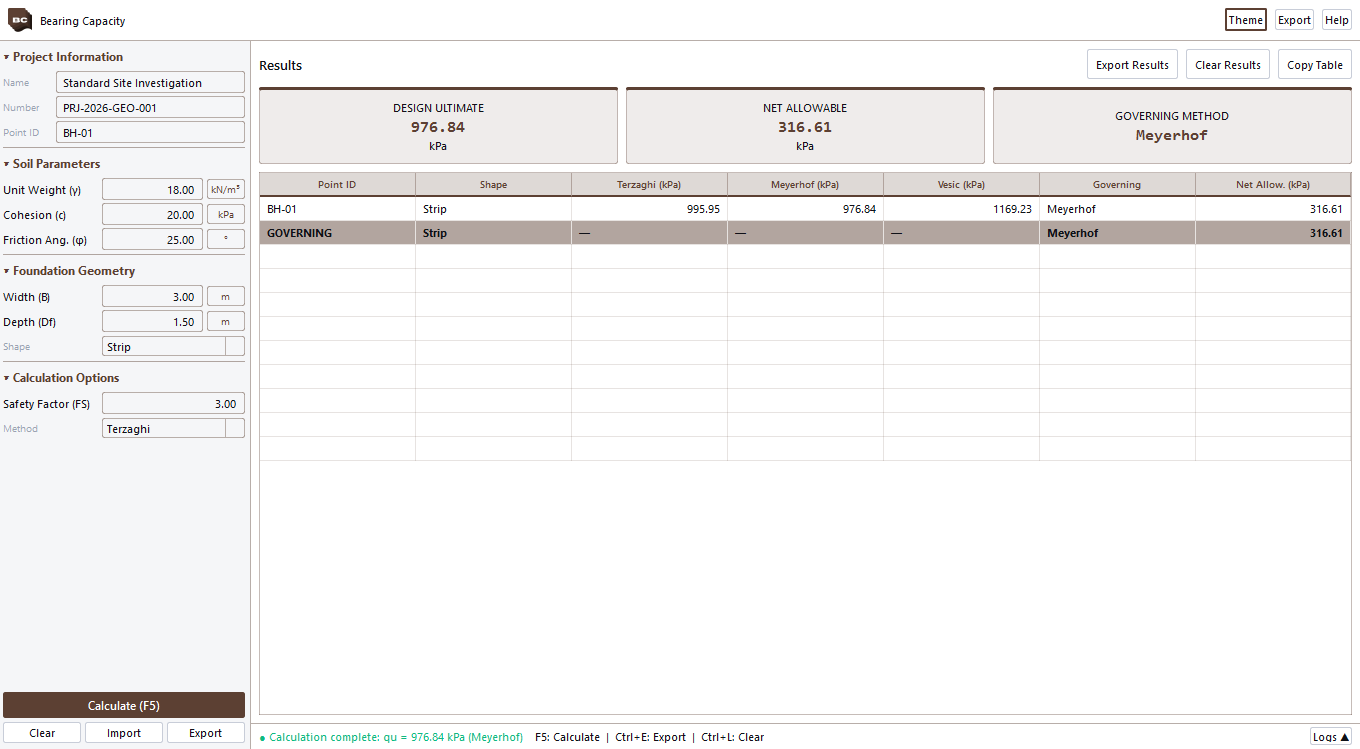 BC Bearing Capacity Theme Export Help
▾ Project Information
Name Standard Site Investigation
Number PRJ-2026-GEO-001
Point ID BH-01
▾ Soil Parameters
Unit Weight (γ) 18.00 kN/m³
Cohesion (c) 20.00 kPa
Friction Ang. (φ) 25.00 °
▾ Foundation Geometry
Width (B) 3.00 m
Depth (Df) 1.50 m
Shape Strip
▾ Calculation Options
Safety Factor (FS) 3.00
Method Terzaghi
Calculate (F5)
Clear Import Export
Results Export Results Clear Results Copy Table
DESIGN ULTIMATE
976.84
kPa
NET ALLOWABLE
316.61
kPa
GOVERNING METHOD
Meyerhof
Point ID Shape Terzaghi (kPa) Meyerhof (kPa) Vesic (kPa) Governing Net Allow. (kPa)
BH-01 Strip 995.95 976.84 1169.23 Meyerhof 316.61
GOVERNING Strip — — — Meyerhof 316.61
● Calculation complete: qu = 976.84 kPa (Meyerhof) F5: Calculate | Ctrl+E: Export | Ctrl+L: Clear Logs ▲